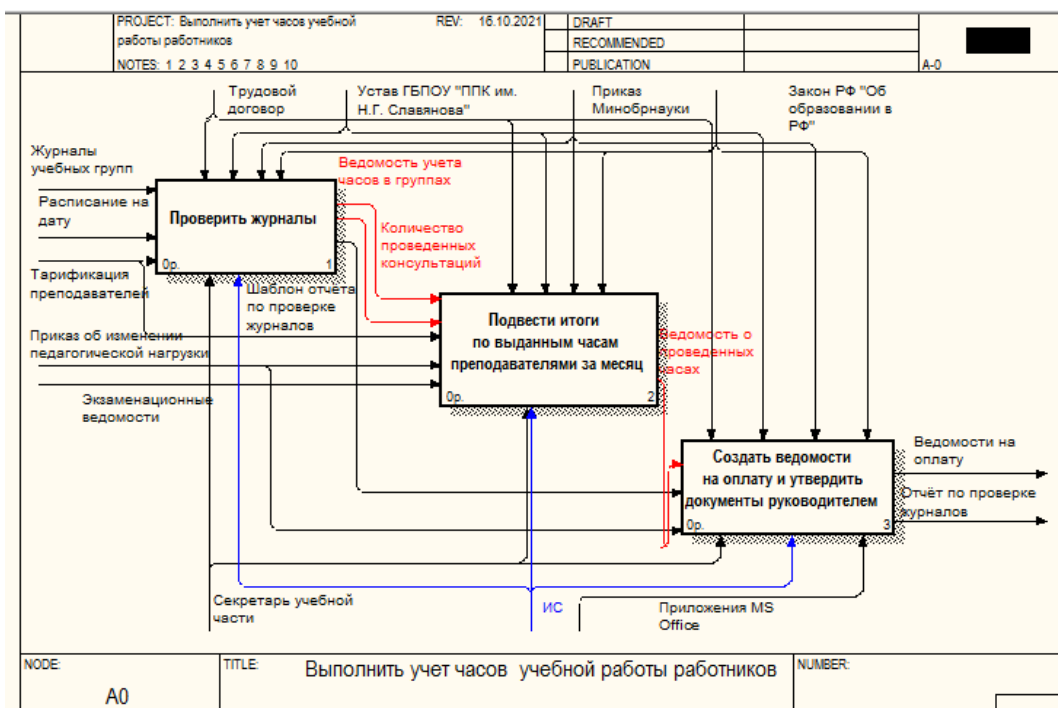 PROJECT: Выполнить учет часов учебной
работы работников
REV: 16.10.2021
DRAFT
RECOMMENDED
NOTES: 1 2 3 4 5 6 7 8 9 10
PUBLICATION
A-0
Трудовой
договор
Устав ГБПОУ "ППК им.
Н.Г. Славянова"
Приказ
Минобрнауки
Закон РФ "Об
образовании в
РФ"
Журналы
учебных групп
Ведомость учета
часов в группах
Расписание на
дату
Проверить журналы
0р. 1
Количество
проведенных
консультаций
Тарификация
преподавателей
Шаблон отчёта
по проверке
журналов
Подвести итоги
по выданным часам
преподавателями за месяц
0р. 2
Приказ об изменении
педагогической нагрузки
Ведомость о
проведенных
часах
Экзаменационные
ведомости
Создать ведомости
на оплату и утвердить
документы руководителем
0р. 3
Ведомости на
оплату
Отчёт по проверке
журналов
Секретарь учебной
части
ИС
Приложения MS
Office
NODE:
A0
TITLE:
Выполнить учет часов учебной работы работников
NUMBER: